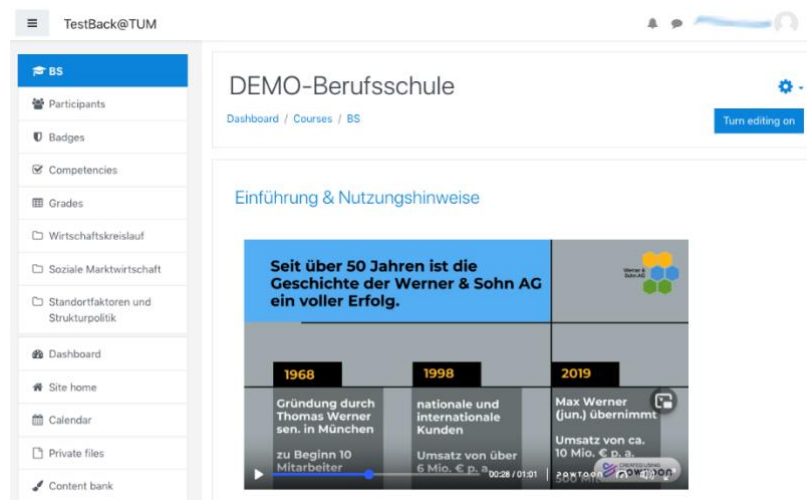 TestBack@TUM
BS
Participants
Badges
Competencies
Grades
Wirtschaftskreislauf
Soziale Marktwirtschaft
Standortfaktoren und
Strukturpolitik
Dashboard
Site home
Calendar
Private files
Content bank
DEMO-Berufsschule
Dashboard / Courses / BS
Turn editing on
Einführung & Nutzungshinweise
Seit über 50 Jahren ist die
Geschichte der Werner & Sohn AG
ein voller Erfolg.
Werner &
Sohn AG
1968
Gründung durch
Thomas Werner
sen. in München
zu Beginn 10
Mitarbeiter
1998
nationale und
internationale
Kunden
Umsatz von über
6 Mio. € p. a.
2019
Max Werner
(jun.) übernimmt
Umsatz von ca.
10 Mio. € p. a.
00:28 / 01:01
CREATED USING
POWTOON